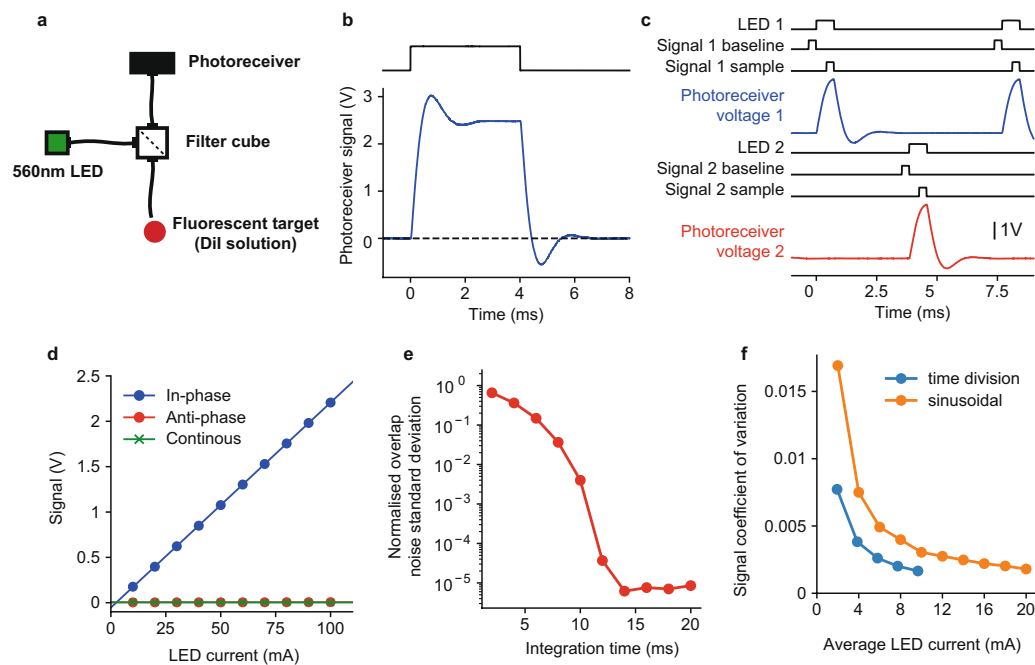 a
Photoreceiver
Filter cube
560nm LED
Fluorescent target
(DiI solution)
b
Photoreceiver signal (V)
3
2
1
0
0 2 4 6 8
Time (ms)
c
LED 1
Signal 1 baseline
Signal 1 sample
Photoreceiver
voltage 1
LED 2
Signal 2 baseline
Signal 2 sample
Photoreceiver
voltage 2
1V
0 2.5 5 7.5
Time (ms)
d
Signal (V)
2.5
2
1.5
1
0.5
0
In-phase
Anti-phase
Continous
0 25 50 75 100
LED current (mA)
e
Normalised overlap
noise standard deviation
10^0
10^-1
10^-2
10^-3
10^-4
10^-5
5 10 15 20
Integration time (ms)
f
Signal coefficient of variation
0.015
0.01
0.005
0
time division
sinusoidal
0 4 8 12 16 20
Average LED current (mA)